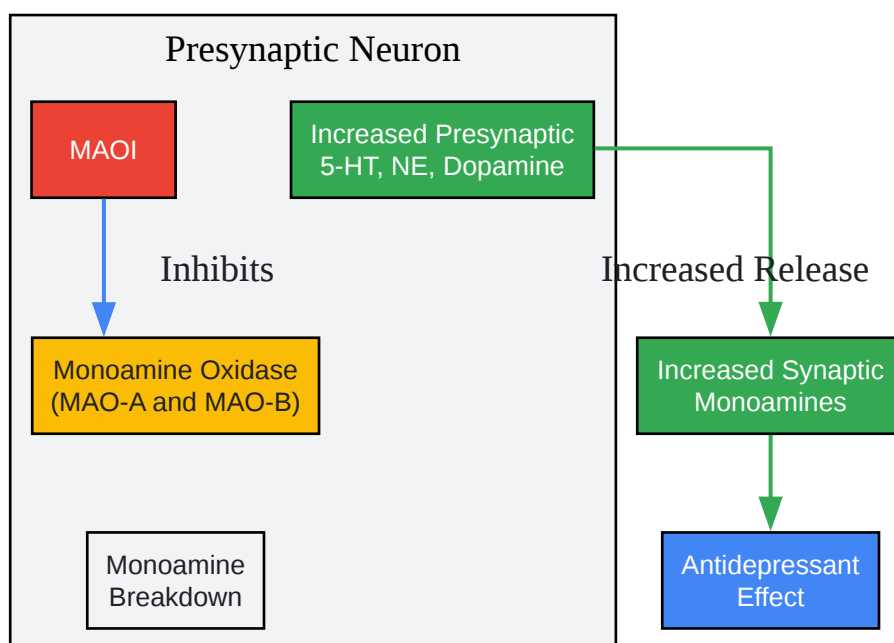 Presynaptic Neuron
MAOI
Increased Presynaptic
5-HT, NE, Dopamine
Inhibits
Increased Release
Monoamine Oxidase
(MAO-A and MAO-B)
Increased Synaptic
Monoamines
Monoamine
Breakdown
Antidepressant
Effect